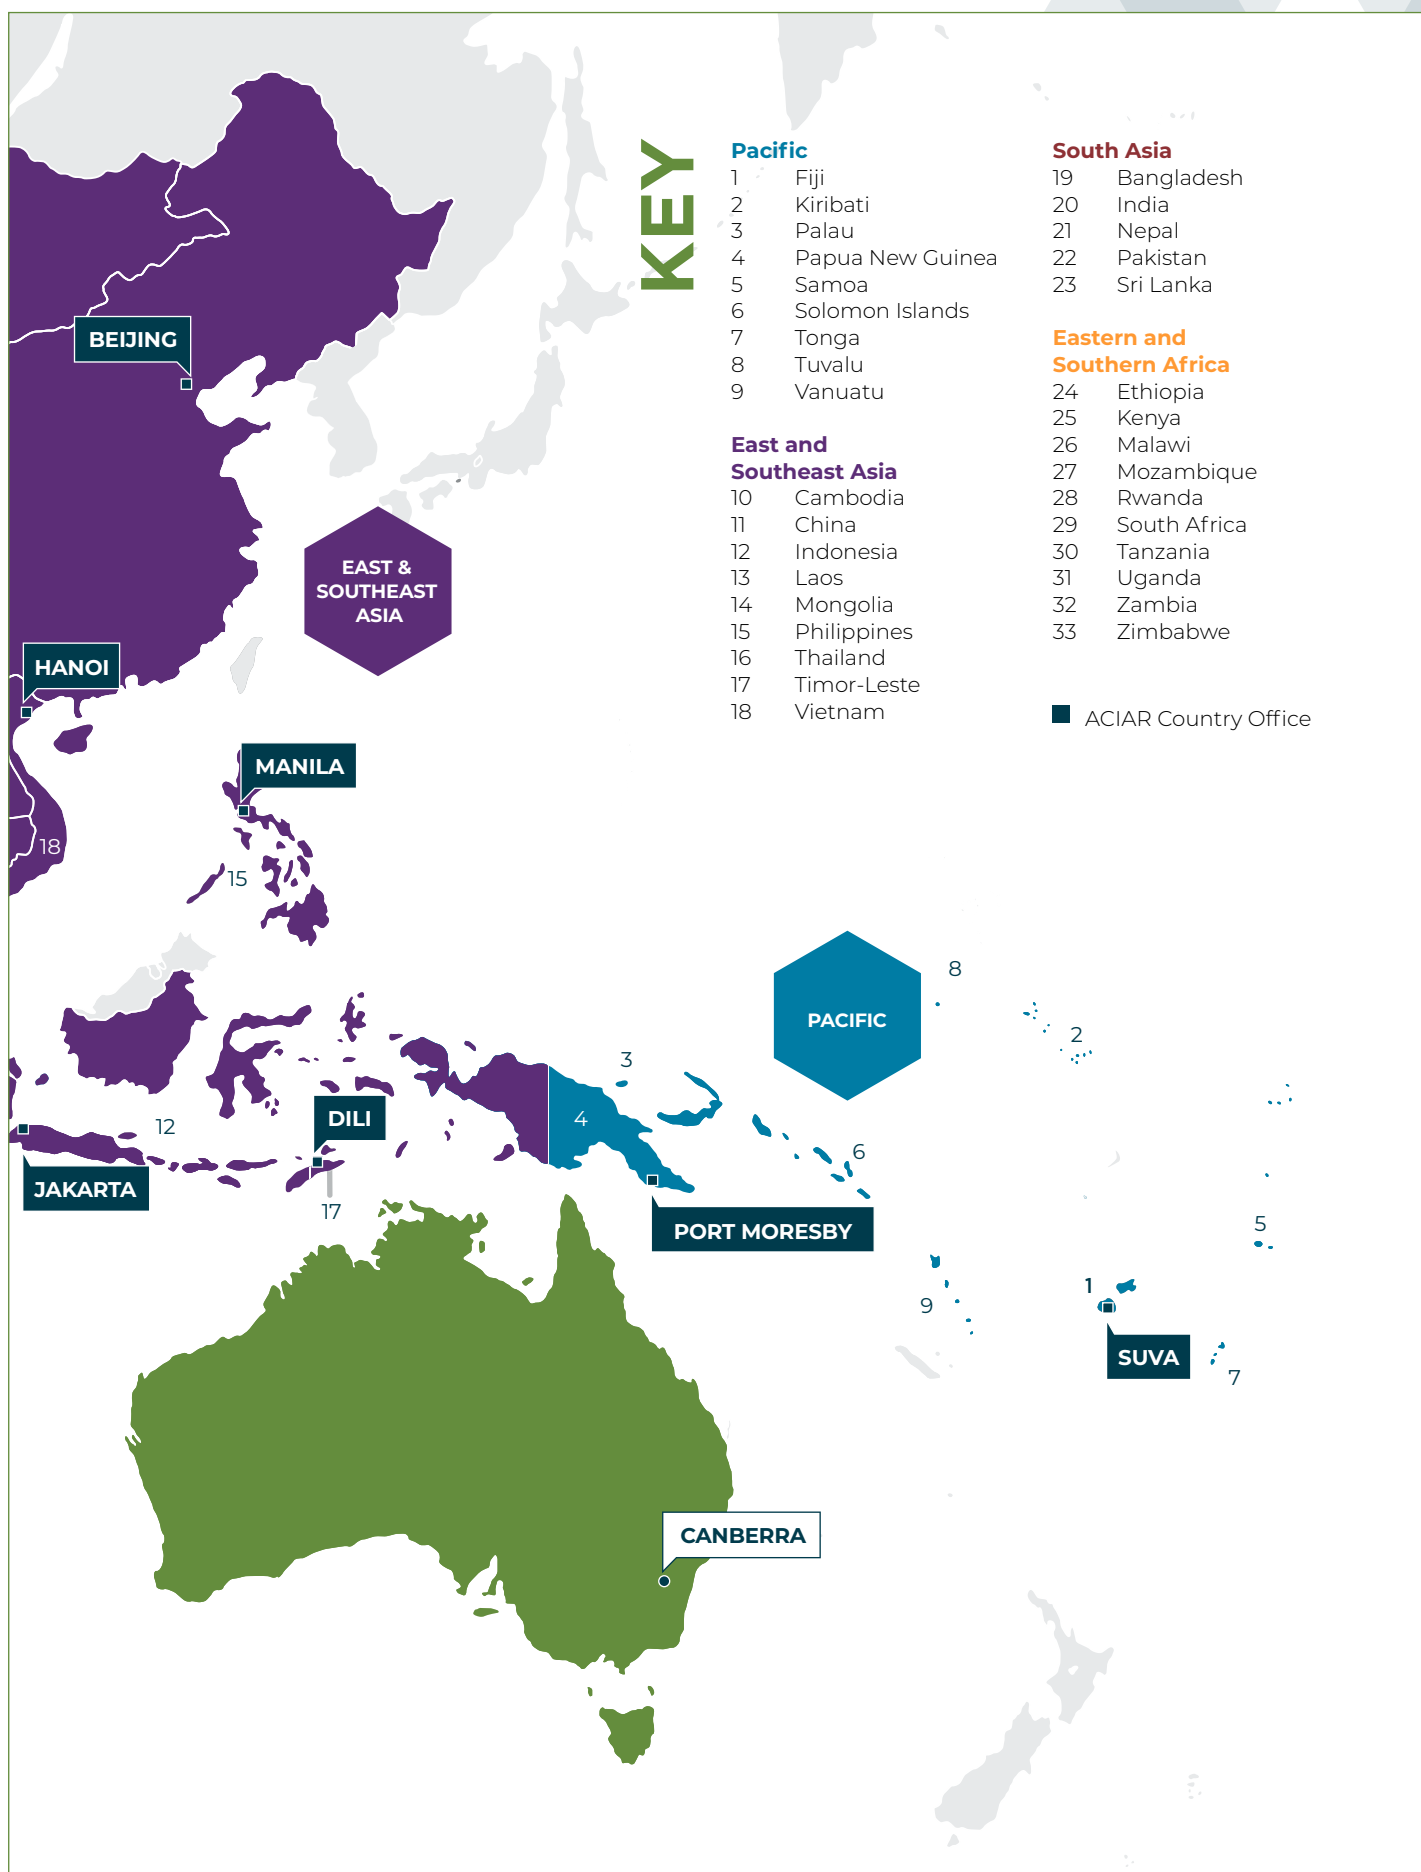 KEY
Pacific
1 Fiji
2 Kiribati
3 Palau
4 Papua New Guinea
5 Samoa
6 Solomon Islands
7 Tonga
8 Tuvalu
9 Vanuatu
East and
Southeast Asia
10 Cambodia
11 China
12 Indonesia
13 Laos
14 Mongolia
15 Philippines
16 Thailand
17 Timor-Leste
18 Vietnam
South Asia
19 Bangladesh
20 India
21 Nepal
22 Pakistan
23 Sri Lanka
Eastern and
Southern Africa
24 Ethiopia
25 Kenya
26 Malawi
27 Mozambique
28 Rwanda
29 South Africa
30 Tanzania
31 Uganda
32 Zambia
33 Zimbabwe
ACIAR Country Office
BEIJING
EAST &
SOUTHEAST
ASIA
HANOI
MANILA
18
15
8
PACIFIC
2
3
DILI
4
12
6
JAKARTA
17
PORT MORESBY
5
1
9
SUVA
7
CANBERRA